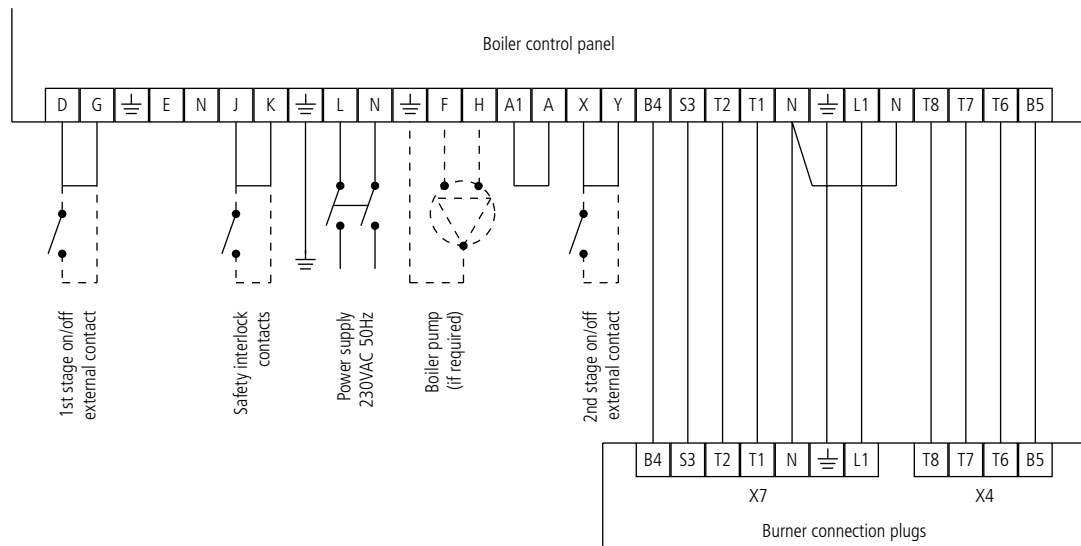 Boiler control panel
D G E N J K L N F H A1 A X Y B4 S3 T2 T1 N L1 N T8 T7 T6 B5
1st stage on/off
external contact
Safety interlock
contacts
Power supply
230VAC 50Hz
Boiler pump
(if required)
2nd stage on/off
external contact
B4 S3 T2 T1 N L1 T8 T7 T6 B5
X7 X4
Burner connection plugs